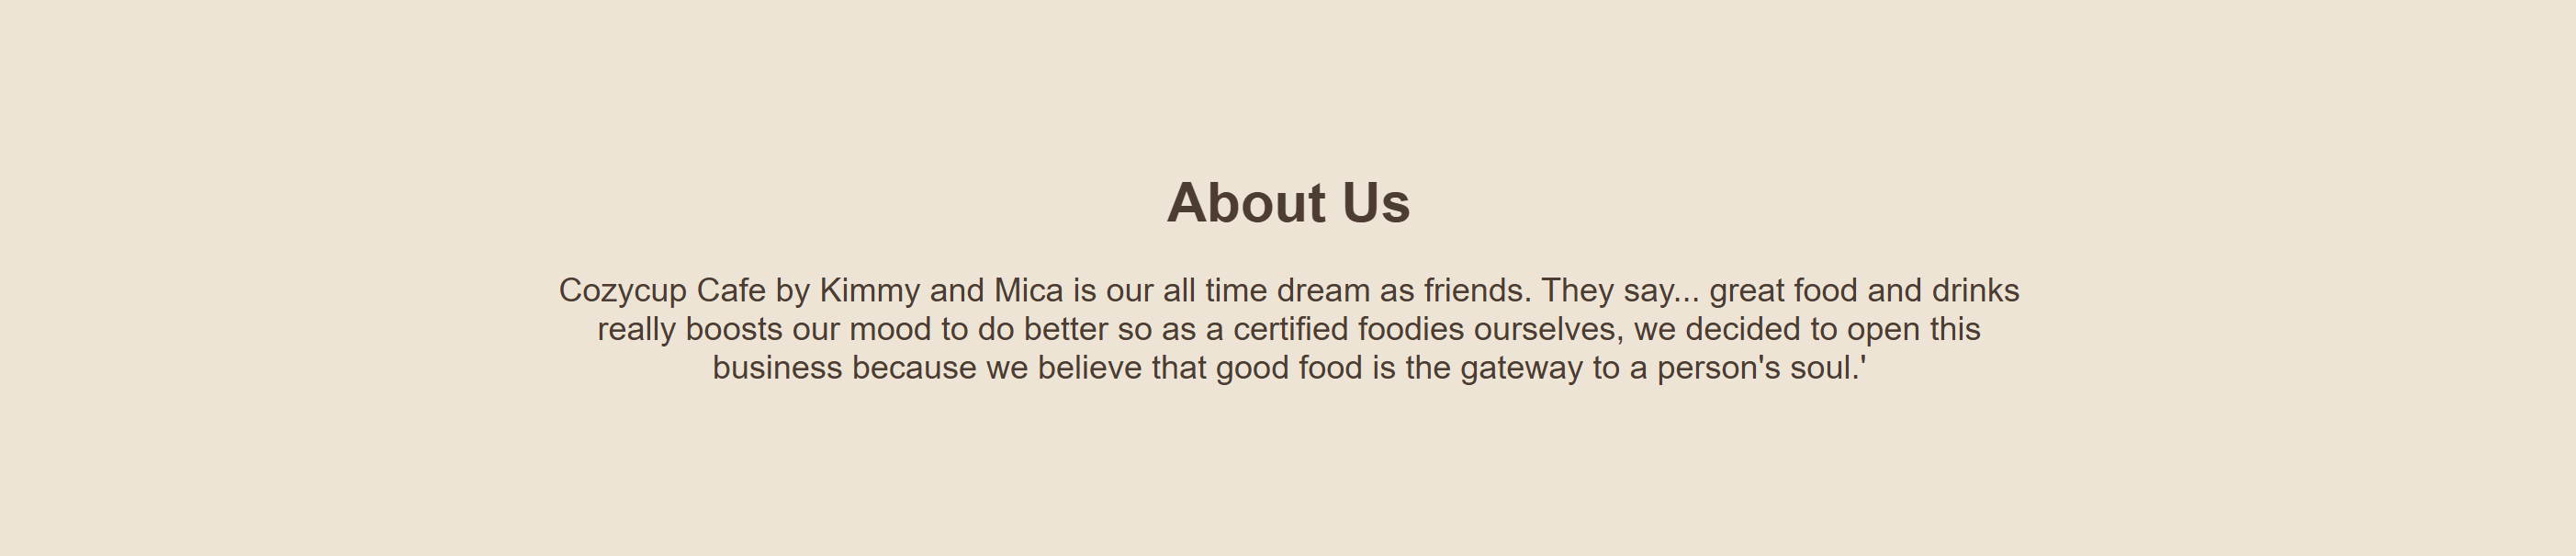 About Us
Cozycup Cafe by Kimmy and Mica is our all time dream as friends. They say... great food and drinks
really boosts our mood to do better so as a certified foodies ourselves, we decided to open this
business because we believe that good food is the gateway to a person's soul.'